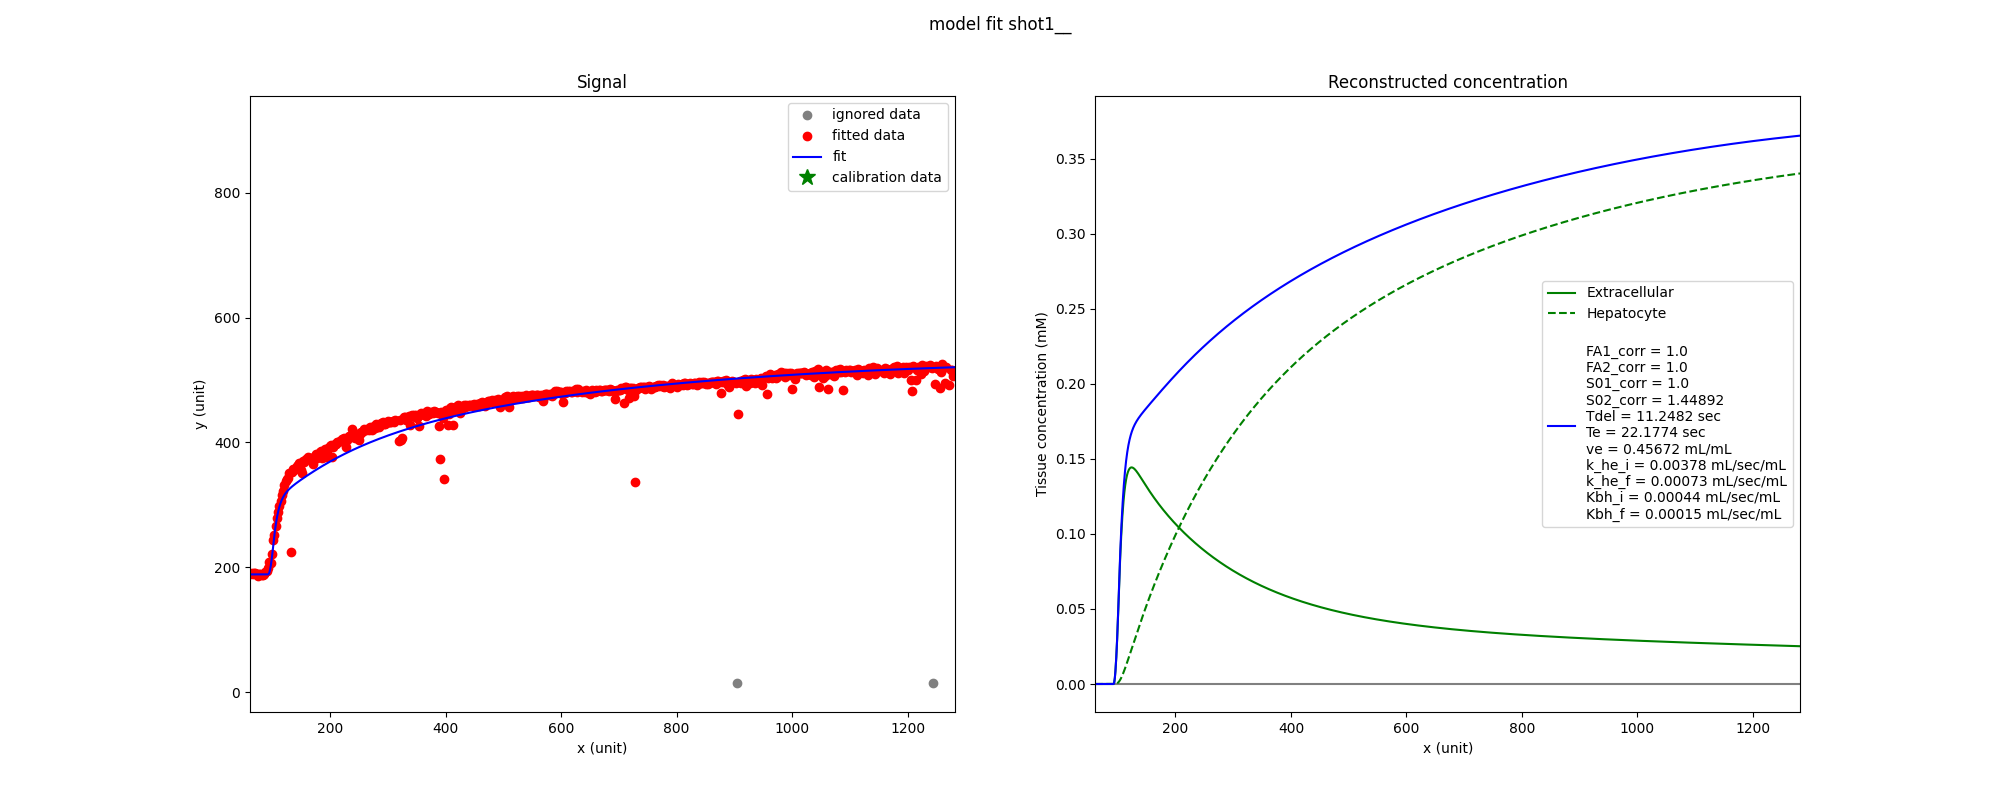 model fit shot1__
Signal
ignored data
fitted data
fit
calibration data
y (unit)
800
600
400
200
0
200 400 600 800 1000 1200
x (unit)
Reconstructed concentration
Tissue concentration (mM)
0.35
0.30
0.25
0.20
0.15
0.10
0.05
0.00
Extracellular
Hepatocyte
FA1_corr = 1.0
FA2_corr = 1.0
S01_corr = 1.0
S02_corr = 1.44892
Tdel = 11.2482 sec
Te = 22.1774 sec
ve = 0.45672 mL/mL
k_he_i = 0.00378 mL/sec/mL
k_he_f = 0.00073 mL/sec/mL
Kbh_i = 0.00044 mL/sec/mL
Kbh_f = 0.00015 mL/sec/mL
200 400 600 800 1000 1200
x (unit)